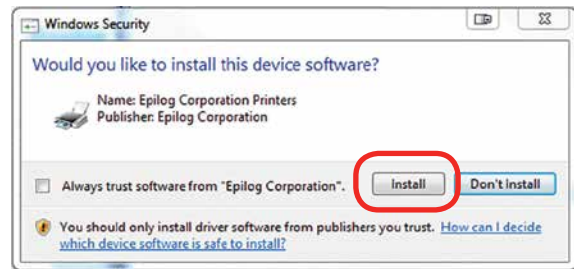 Windows Security
Would you like to install this device software?
Name: Epilog Corporation Printers
Publisher: Epilog Corporation
Always trust software from "Epilog Corporation".
Install
Don't Install
You should only install driver software from publishers you trust. How can I decide
which device software is safe to install?